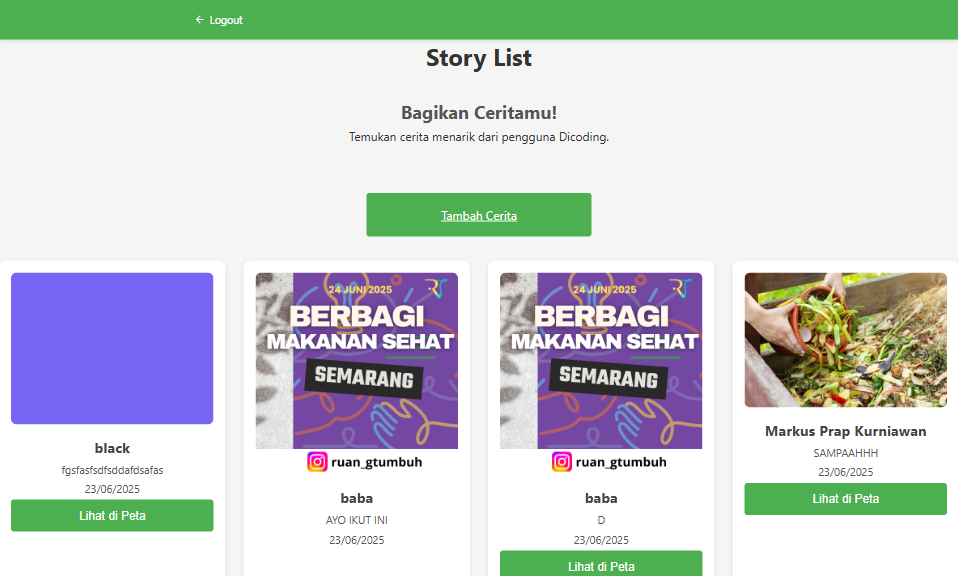 ← Logout
Story List
Bagikan Ceritamu!
Temukan cerita menarik dari pengguna Dicoding.
Tambah Cerita
black
fgsfasfsdfsddafdsafas
23/06/2025
Lihat di Peta
24 JUNI 2025
BERBAGI
MAKANAN SEHAT
SEMARANG
ruan_gtumbuh
baba
AYO IKUT INI
23/06/2025
24 JUNI 2025
BERBAGI
MAKANAN SEHAT
SEMARANG
ruan_gtumbuh
baba
D
23/06/2025
Lihat di Peta
Markus Prap Kurniawan
SAMPAAHHH
23/06/2025
Lihat di Peta